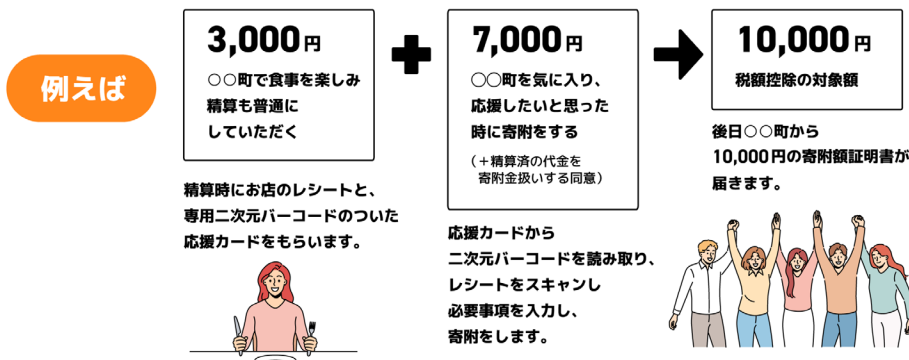 例えば
3,000円
○○町で食事を楽しみ
精算も普通に
していただく
精算時にお店のレシートと、
専用二次元バーコードのついた
応援カードをもらいます。
7,000円
○○町を気に入り、
応援したいと思った
時に寄附をする
（＋精算済の代金を
寄附金扱いする同意）
応援カードから
二次元バーコードを読み取り、
レシートをスキャンし
必要事項を入力し、
寄附をします。
10,000円
税額控除の対象額
後日○○町から
10,000円の寄附額証明書が
届きます。